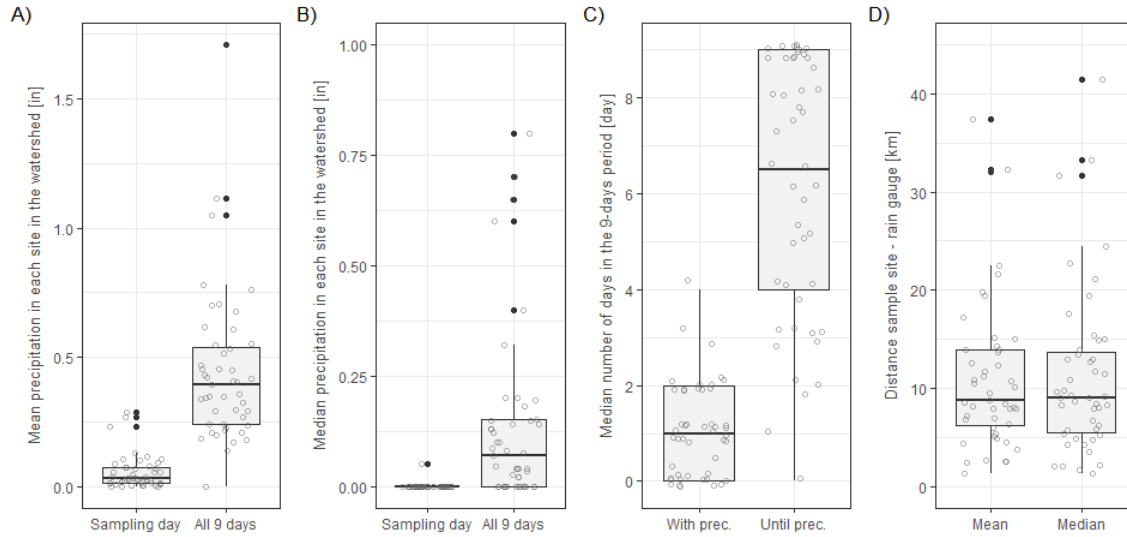 A)
Mean precipitation in each site in the watershed [in]
1.5
1.0
0.5
0.0
Sampling day
All 9 days
B)
Median precipitation in each site in the watershed [in]
1.00
0.75
0.50
0.25
0.00
Sampling day
All 9 days
C)
Median number of days in the 9-days period [day]
8
6
4
2
0
With prec.
Until prec.
D)
Distance sample site - rain gauge [km]
40
30
20
10
0
Mean
Median